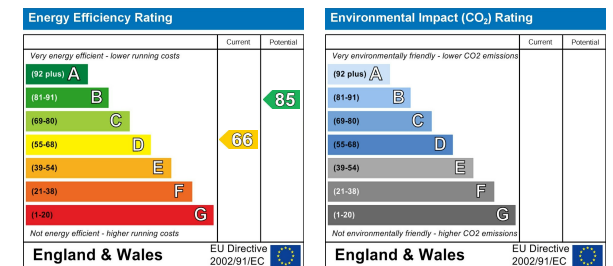 Energy Efficiency Rating
Current Potential
Very energy efficient - lower running costs
(92 plus) A
(81-91) B
85
(69-80) C
(55-68) D
66
(39-54) E
(21-38) F
(1-20) G
Not energy efficient - higher running costs
England & Wales
EU Directive
2002/91/EC
Environmental Impact (CO2) Rating
Current Potential
Very environmentally friendly - lower CO2 emissions
(92 plus) A
(81-91) B
(69-80) C
(55-68) D
(39-54) E
(21-38) F
(1-20) G
Not environmentally friendly - higher CO2 emissions
England & Wales
EU Directive
2002/91/EC